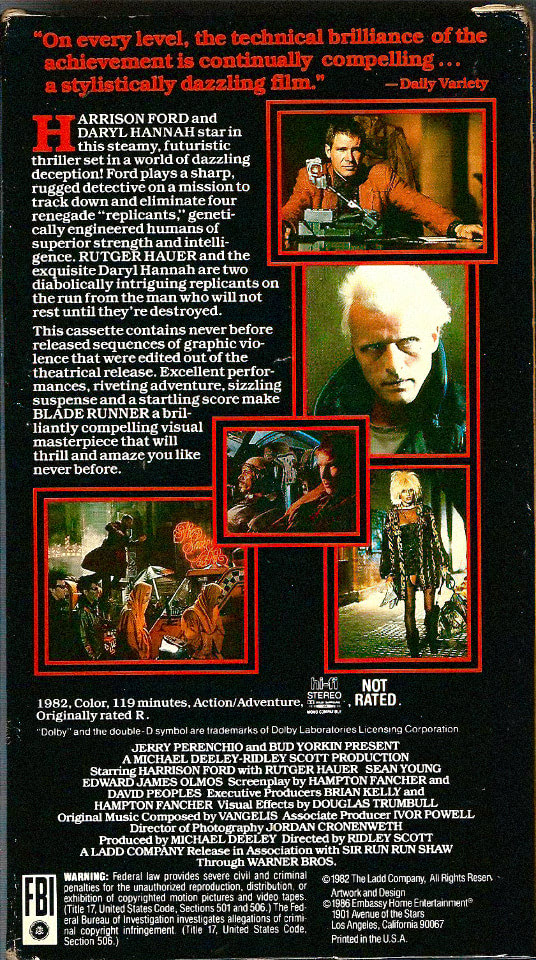 "On every level, the technical brilliance of the
achievement is continually compelling...
a stylistically dazzling film."
—Daily Variety
HARRISON FORD and
DARYL HANNAH star in
this steamy, futuristic
thriller set in a world of dazzling
deception! Ford plays a sharp,
rugged detective on a mission to
track down and eliminate four
renegade "replicants," geneti-
cally engineered humans of
superior strength and intelli-
gence. RUTGER HAUER and the
exquisite Daryl Hannah are two
diabolically intriguing replicants on
the run from the man who will not
rest until they're destroyed.
This cassette contains never before
released sequences of graphic vio-
lence that were edited out of the
theatrical release. Excellent perfor-
mances, riveting adventure, sizzling
suspense and a startling score make
BLADE RUNNER a bril-
liantly compelling visual
masterpiece that will
thrill and amaze you like
never before.
1982, Color, 119 minutes, Action/Adventure,
Originally rated R.
hi-fi
STEREO
NOT
RATED.
"Dolby" and the double-D symbol are trademarks of Dolby Laboratories Licensing Corporation
JERRY PERENCHIO and BUD YORKIN PRESENT
A MICHAEL DEELEY-RIDLEY SCOTT PRODUCTION
Starring HARRISON FORD with RUTGER HAUER SEAN YOUNG
EDWARD JAMES OLMOS Screenplay by HAMPTON FANCHER and
DAVID PEOPLES Executive Producers BRIAN KELLY and
HAMPTON FANCHER Visual Effects by DOUGLAS TRUMBULL
Original Music Composed by VANGELIS Associate Producer IVOR POWELL
Director of Photography JORDAN CRONENWETH
Produced by MICHAEL DEELEY Directed by RIDLEY SCOTT
A LADD COMPANY Release in Association with SIR RUN RUN SHAW
Through WARNER BROS.
FBI
WARNING: Federal law provides severe civil and criminal
penalties for the unauthorized reproduction, distribution, or
exhibition of copyrighted motion pictures and video tapes.
(Title 17, United States Code, Sections 501 and 506.) The Fed-
eral Bureau of Investigation investigates allegations of crimi-
nal copyright infringement. (Title 17, United States Code,
Section 506.)
©1982 The Ladd Company, All Rights Reserv
Artwork and Design
©1986 Embassy Home Entertainment®
1901 Avenue of the Stars
Los Angeles, California 90067
Printed in the U.S.A.